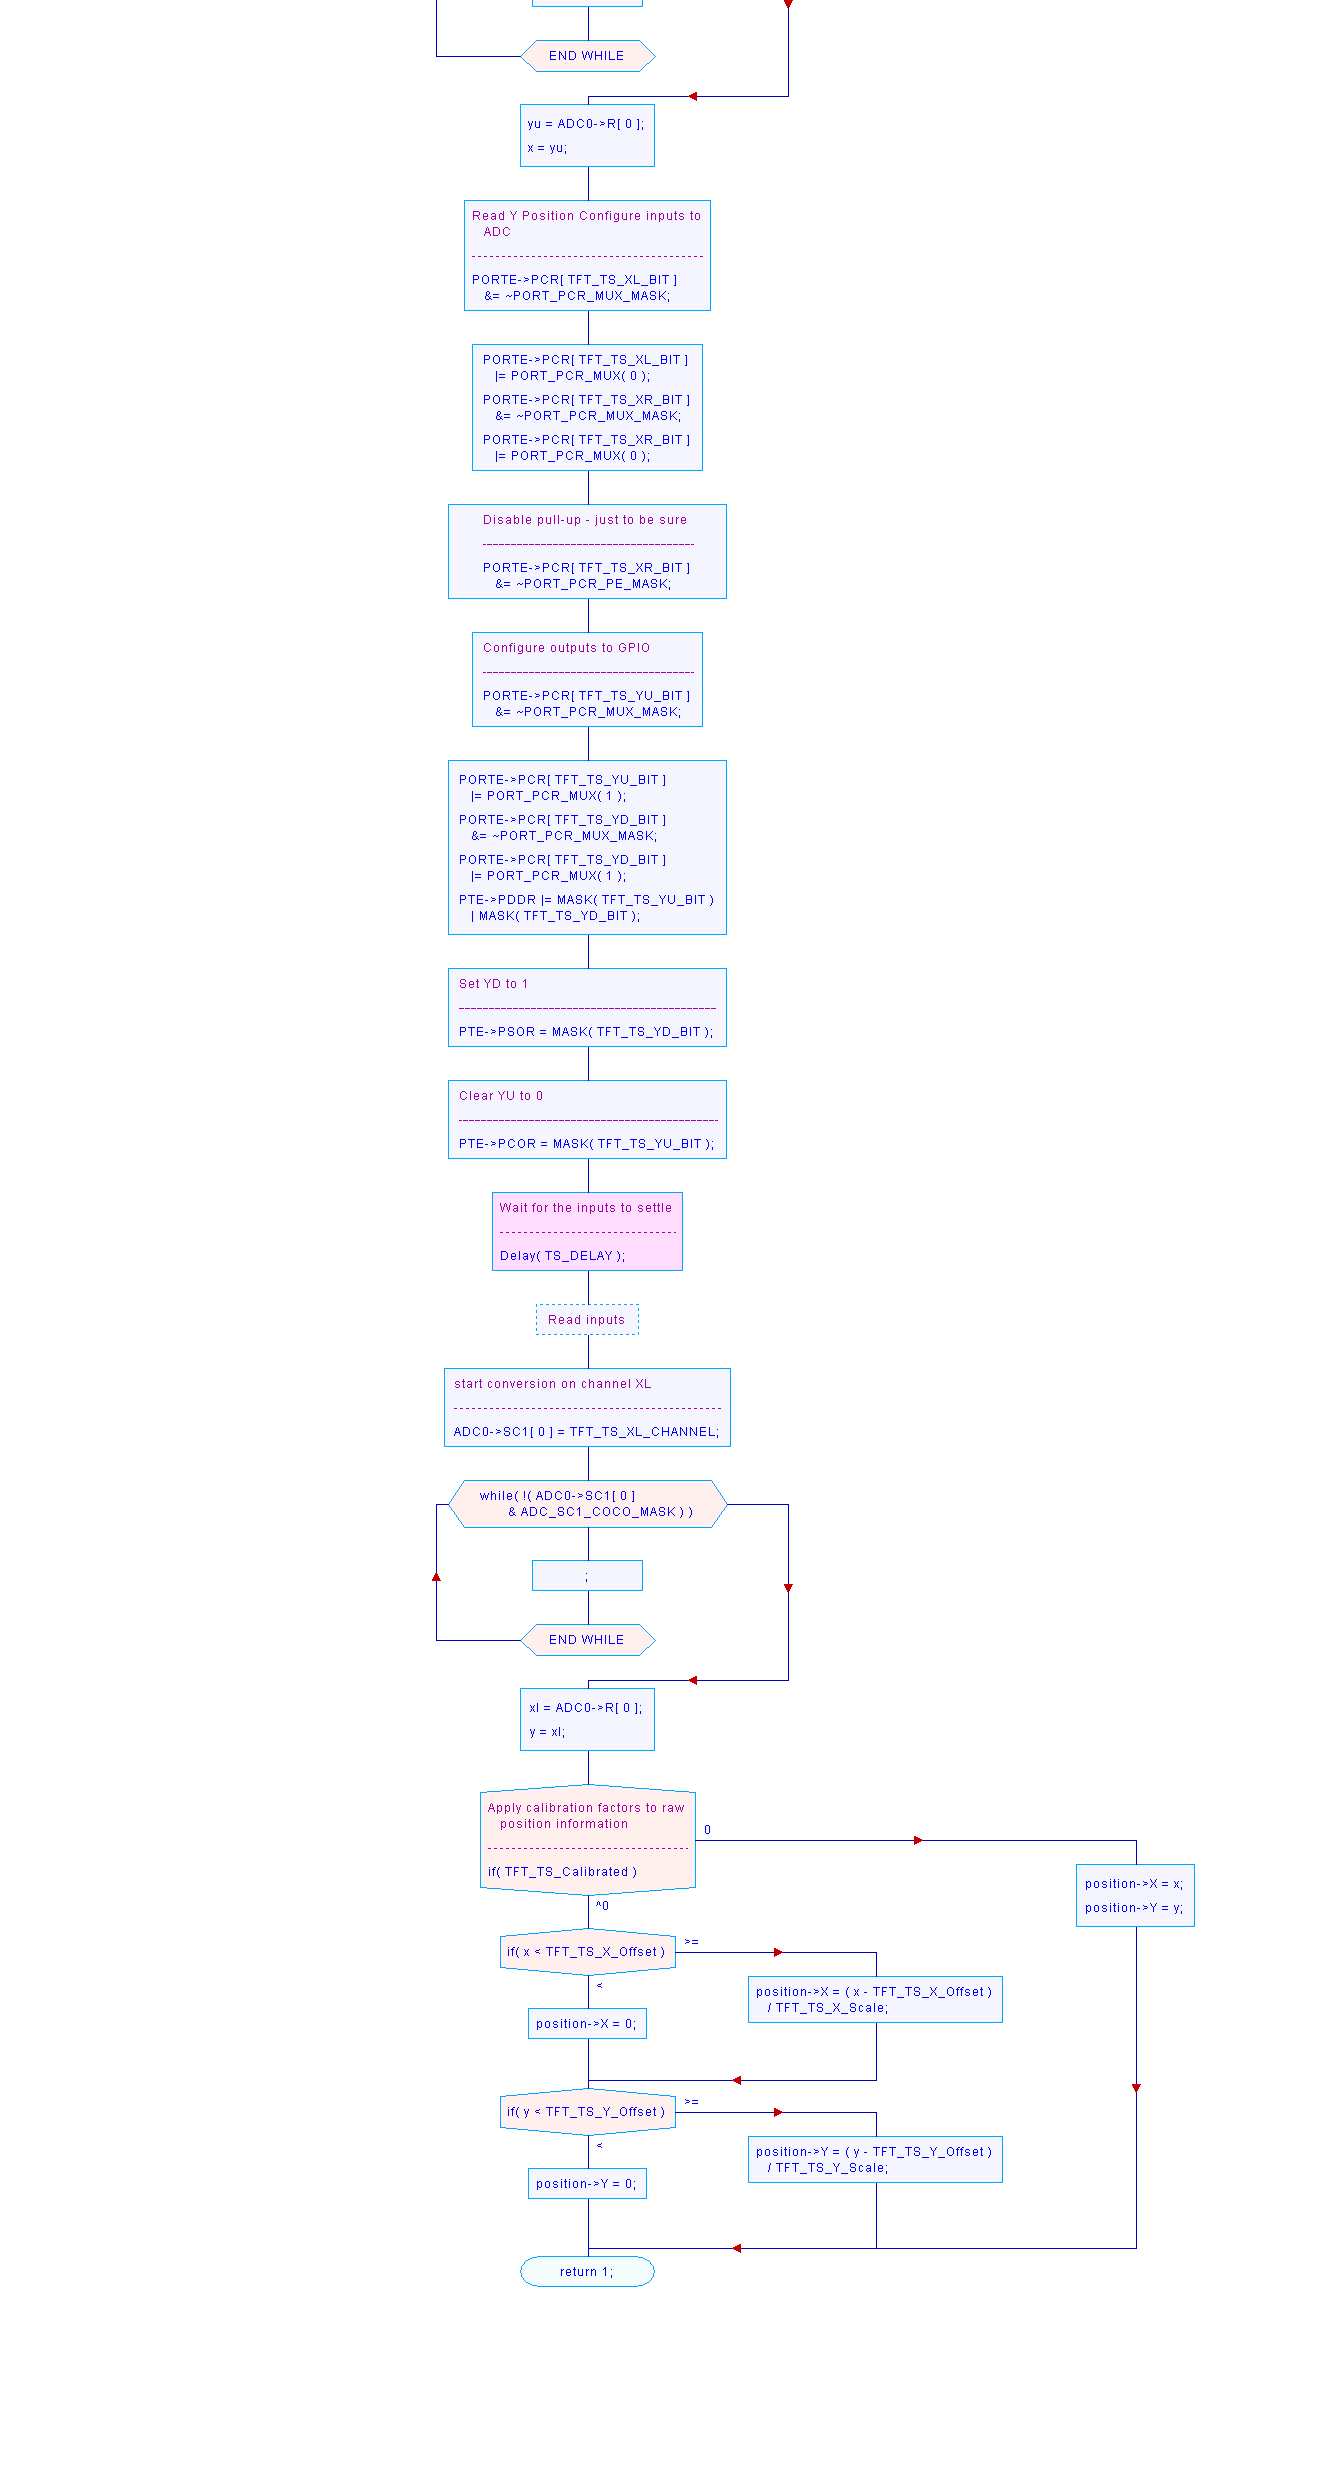 END WHILE
yu = ADC0->R[ 0 ];
x = yu;
Read Y Position Configure inputs to
ADC
PORTE->PCR[ TFT_TS_XL_BIT ]
&= ~PORT_PCR_MUX_MASK;
PORTE->PCR[ TFT_TS_XL_BIT ]
|= PORT_PCR_MUX( 0 );
PORTE->PCR[ TFT_TS_XR_BIT ]
&= ~PORT_PCR_MUX_MASK;
PORTE->PCR[ TFT_TS_XR_BIT ]
|= PORT_PCR_MUX( 0 );
Disable pull-up - just to be sure
PORTE->PCR[ TFT_TS_XR_BIT ]
&= ~PORT_PCR_PE_MASK;
Configure outputs to GPIO
PORTE->PCR[ TFT_TS_YU_BIT ]
&= ~PORT_PCR_MUX_MASK;
PORTE->PCR[ TFT_TS_YU_BIT ]
|= PORT_PCR_MUX( 1 );
PORTE->PCR[ TFT_TS_YD_BIT ]
&= ~PORT_PCR_MUX_MASK;
PORTE->PCR[ TFT_TS_YD_BIT ]
|= PORT_PCR_MUX( 1 );
PTE->PDDR |= MASK( TFT_TS_YU_BIT )
| MASK( TFT_TS_YD_BIT );
Set YD to 1
PTE->PSOR = MASK( TFT_TS_YD_BIT );
Clear YU to 0
PTE->PCOR = MASK( TFT_TS_YU_BIT );
Wait for the inputs to settle
Delay( TS_DELAY );
Read inputs
start conversion on channel XL
ADC0->SC1[ 0 ] = TFT_TS_XL_CHANNEL;
while( !( ADC0->SC1[ 0 ]
& ADC_SC1_COCO_MASK ) )
;
END WHILE
xl = ADC0->R[ 0 ];
y = xl;
Apply calibration factors to raw
position information
if( TFT_TS_Calibrated )
0
^0
position->X = x;
position->Y = y;
if( x < TFT_TS_X_Offset )
>=
<
position->X = ( x - TFT_TS_X_Offset )
/ TFT_TS_X_Scale;
position->X = 0;
if( y < TFT_TS_Y_Offset )
>=
<
position->Y = ( y - TFT_TS_Y_Offset )
/ TFT_TS_Y_Scale;
position->Y = 0;
return 1;